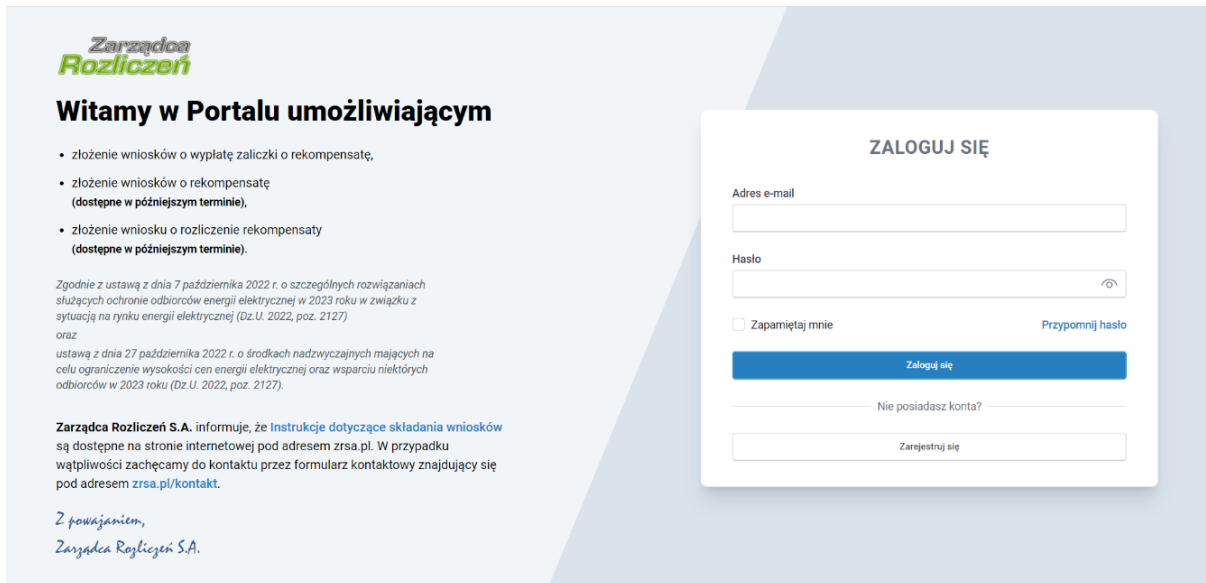 Zarządca
Rozliczeń
Witamy w Portalu umożliwiającym
• złożenie wniosków o wypłatę zaliczki o rekompensatę,
• złożenie wniosków o rekompensatę
(dostępne w późniejszym terminie),
• złożenie wniosku o rozliczenie rekompensaty
(dostępne w późniejszym terminie).
Zgodnie z ustawą z dnia 7 października 2022 r. o szczególnych rozwiązaniach
służących ochronie odbiorców energii elektrycznej w 2023 roku w związku z
sytuacją na rynku energii elektrycznej (Dz.U. 2022, poz. 2127)
oraz
ustawą z dnia 27 października 2022 r. o środkach nadzwyczajnych mających na
celu ograniczenie wysokości cen energii elektrycznej oraz wsparciu niektórych
odbiorców w 2023 roku (Dz.U. 2022, poz. 2127).
Zarządca Rozliczeń S.A. informuje, że Instrukcje dotyczące składania wniosków
są dostępne na stronie internetowej pod adresem zrsa.pl. W przypadku
wątpliwości zachęcamy do kontaktu przez formularz kontaktowy znajdujący się
pod adresem zrsa.pl/kontakt.
Z poważaniem,
Zarządca Rozliczeń S.A.
ZALOGUJ SIĘ
Adres e-mail
Hasło
Zapamiętaj mnie
Przypomnij hasło
Zaloguj się
Nie posiadasz konta?
Zarejestruj się